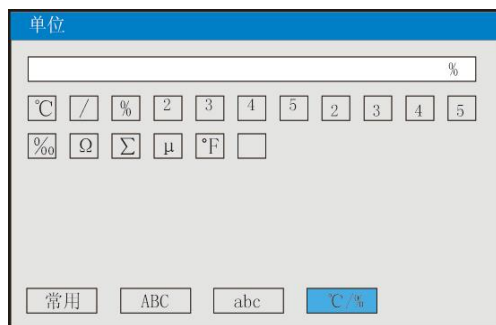 单位
%
℃ / % ² ³ ⁴ ⁵ ₂ ₃ ₄ ₅
‰ Ω Σ μ ℉
常用 ABC abc ℃/‰